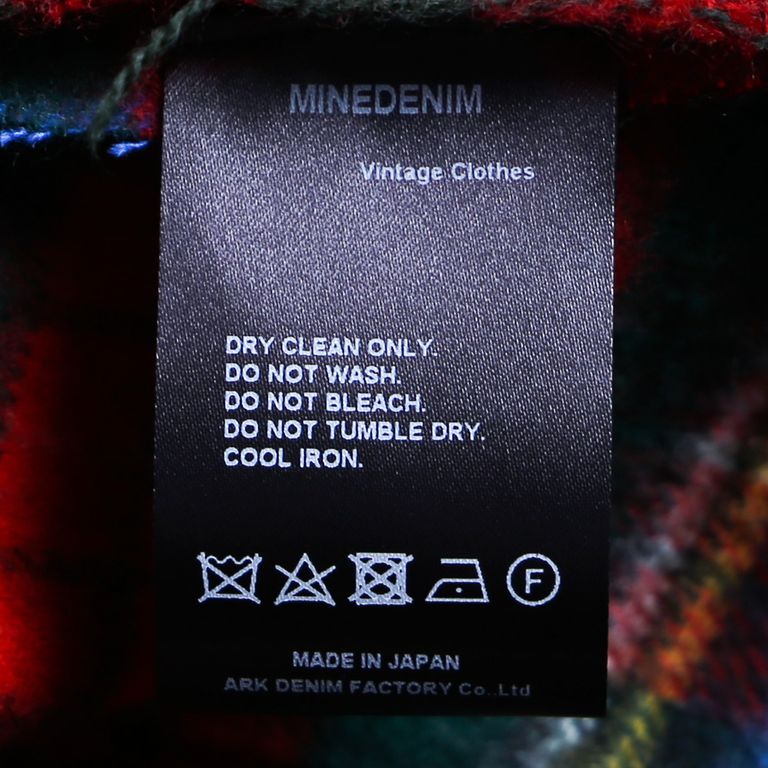 MINEDENIM
Vintage Clothes
DRY CLEAN ONLY.
DO NOT WASH.
DO NOT BLEACH.
DO NOT TUMBLE DRY.
COOL IRON.
F
MADE IN JAPAN
ARK DENIM FACTORY Co.,Ltd